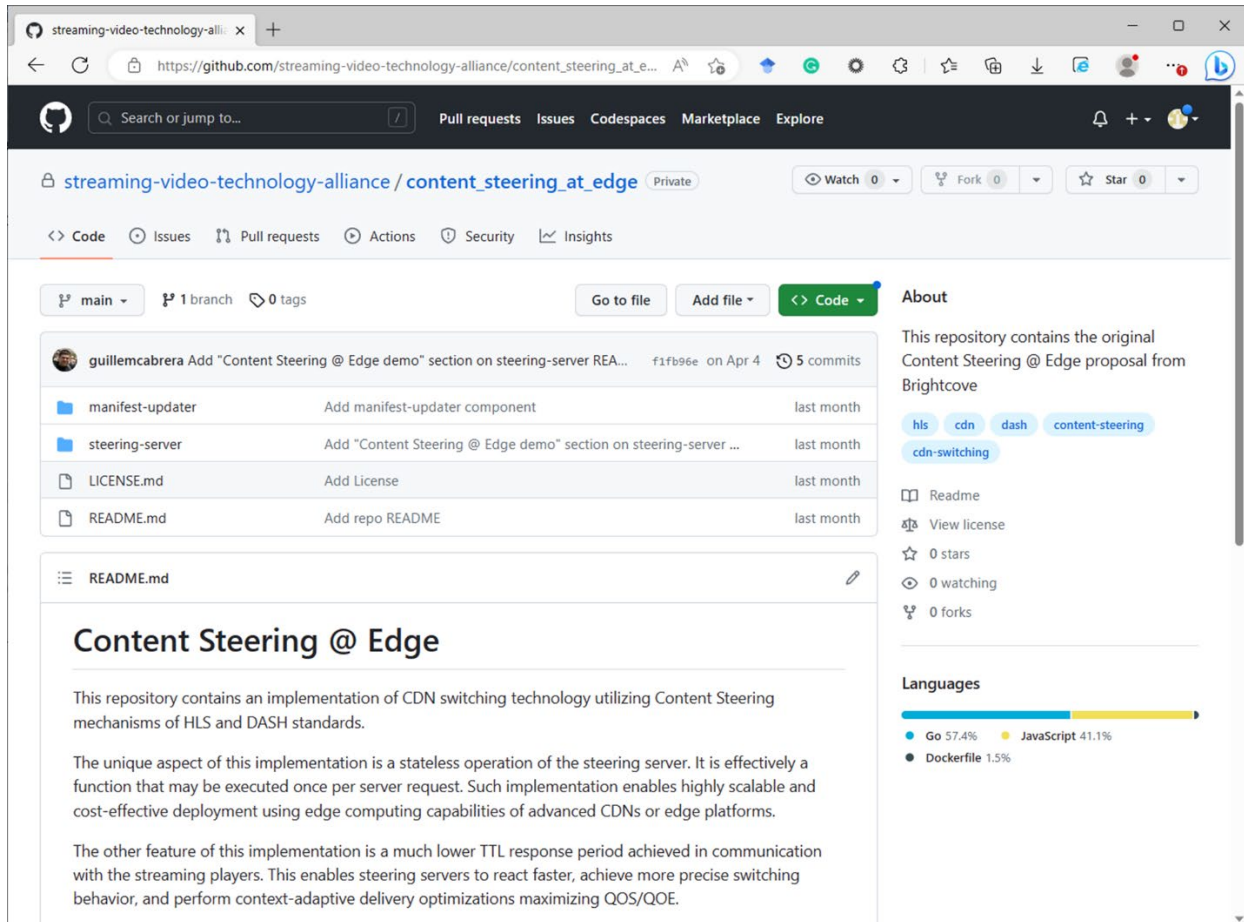 streaming-video-technology-alli
https://github.com/streaming-video-technology-alliance/content_steering_at_e...
Search or jump to... /
Pull requests Issues Codespaces Marketplace Explore
streaming-video-technology-alliance / content_steering_at_edge Private
Watch 0 Fork 0 Star 0
<> Code Issues Pull requests Actions Security Insights
main 1 branch 0 tags Go to file Add file <> Code
guillemcabrera Add "Content Steering @ Edge demo" section on steering-server REA... f1fb96e on Apr 4 5 commits
manifest-updater Add manifest-updater component last month
steering-server Add "Content Steering @ Edge demo" section on steering-server ... last month
LICENSE.md Add License last month
README.md Add repo README last month
README.md
Content Steering @ Edge
This repository contains an implementation of CDN switching technology utilizing Content Steering
mechanisms of HLS and DASH standards.
The unique aspect of this implementation is a stateless operation of the steering server. It is effectively a
function that may be executed once per server request. Such implementation enables highly scalable and
cost-effective deployment using edge computing capabilities of advanced CDNs or edge platforms.
The other feature of this implementation is a much lower TTL response period achieved in communication
with the streaming players. This enables steering servers to react faster, achieve more precise switching
behavior, and perform context-adaptive delivery optimizations maximizing QOS/QOE.
About
This repository contains the original
Content Steering @ Edge proposal from
Brightcove
hls cdn dash content-steering
cdn-switching
Readme
View license
0 stars
0 watching
0 forks
Languages
Go 57.4% JavaScript 41.1%
Dockerfile 1.5%